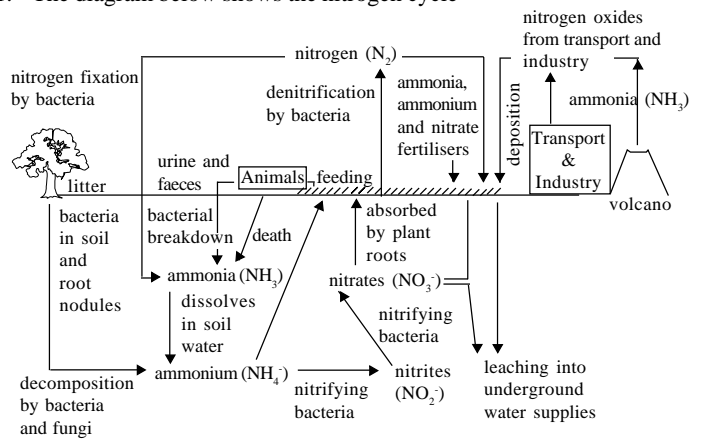 The diagram below shows the nitrogen cycle
nitrogen oxides
from transport and
industry
nitrogen (N₂)
nitrogen fixation
by bacteria
denitrification
by bacteria
ammonia,
ammonium
and nitrate
fertilisers
deposition
ammonia (NH₃)
Transport
&
Industry
volcano
litter
urine and
faeces
Animals
feeding
bacteria
in soil
and
root
nodules
bacterial
breakdown
death
absorbed
by plant
roots
ammonia (NH₃)
nitrates (NO₃⁻)
dissolves
in soil
water
nitrifying
bacteria
decomposition
by bacteria
and fungi
ammonium (NH₄⁻)
nitrifying
bacteria
nitrites
(NO₂⁻)
leaching into
underground
water supplies